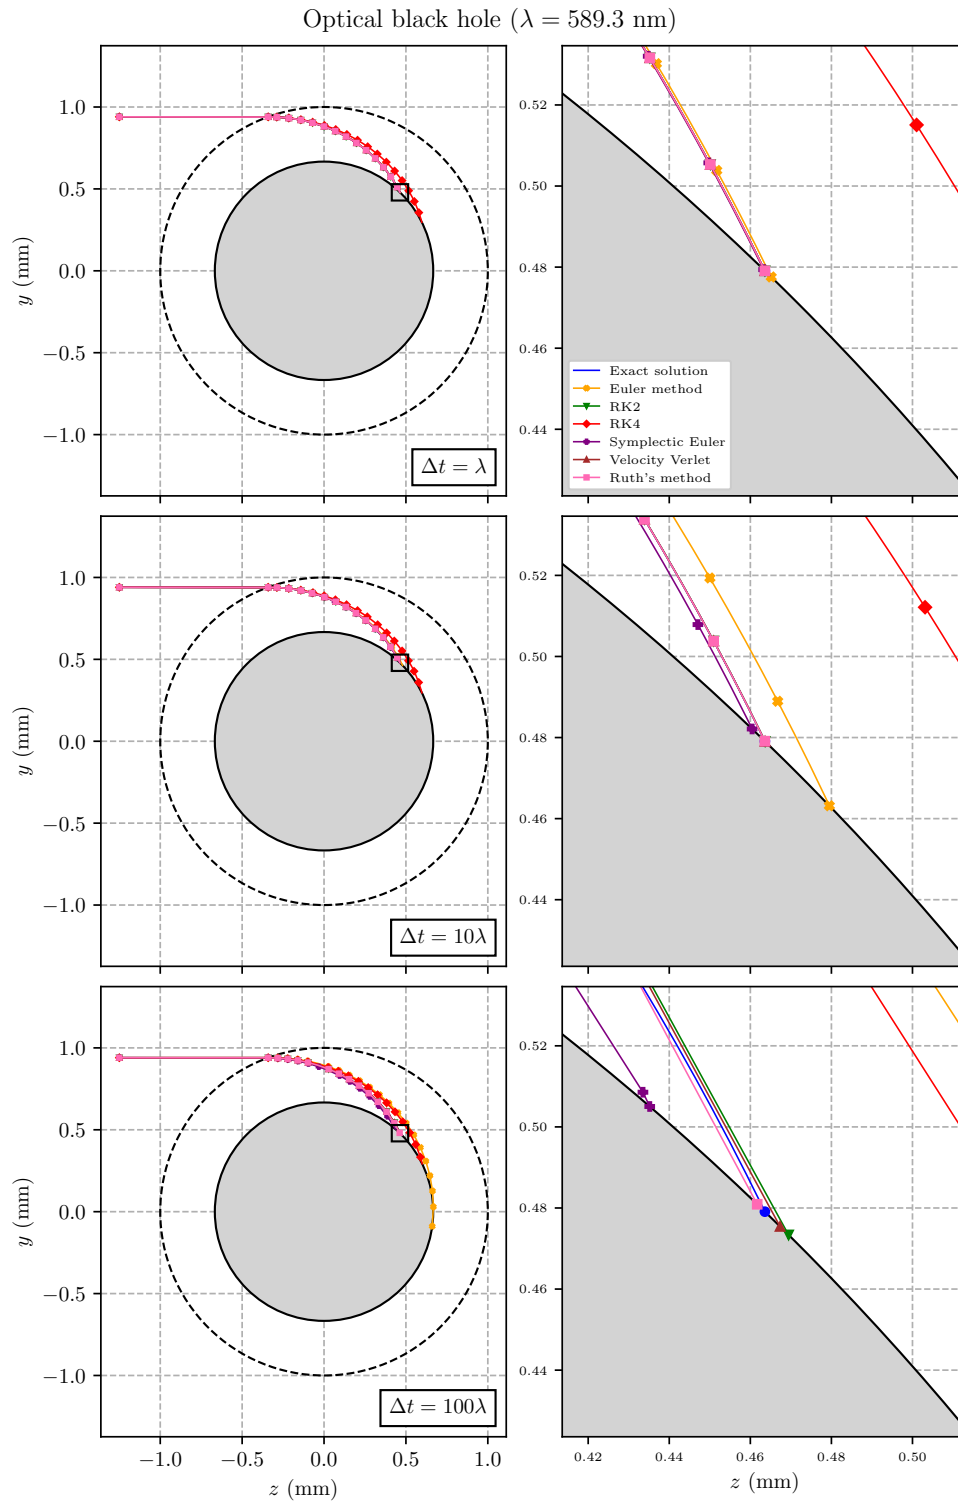 Optical black hole (λ = 589.3 nm)
1.0
0.5
0.0
−0.5
−1.0
y (mm)
Δt = λ
0.52
0.50
0.48
0.46
0.44
Exact solution
Euler method
RK2
RK4
Symplectic Euler
Velocity Verlet
Ruth's method
1.0
0.5
0.0
−0.5
−1.0
y (mm)
Δt = 10λ
0.52
0.50
0.48
0.46
0.44
1.0
0.5
0.0
−0.5
−1.0
y (mm)
Δt = 100λ
−1.0 −0.5 0.0 0.5 1.0
z (mm)
0.52
0.50
0.48
0.46
0.44
0.42 0.44 0.46 0.48 0.50
z (mm)